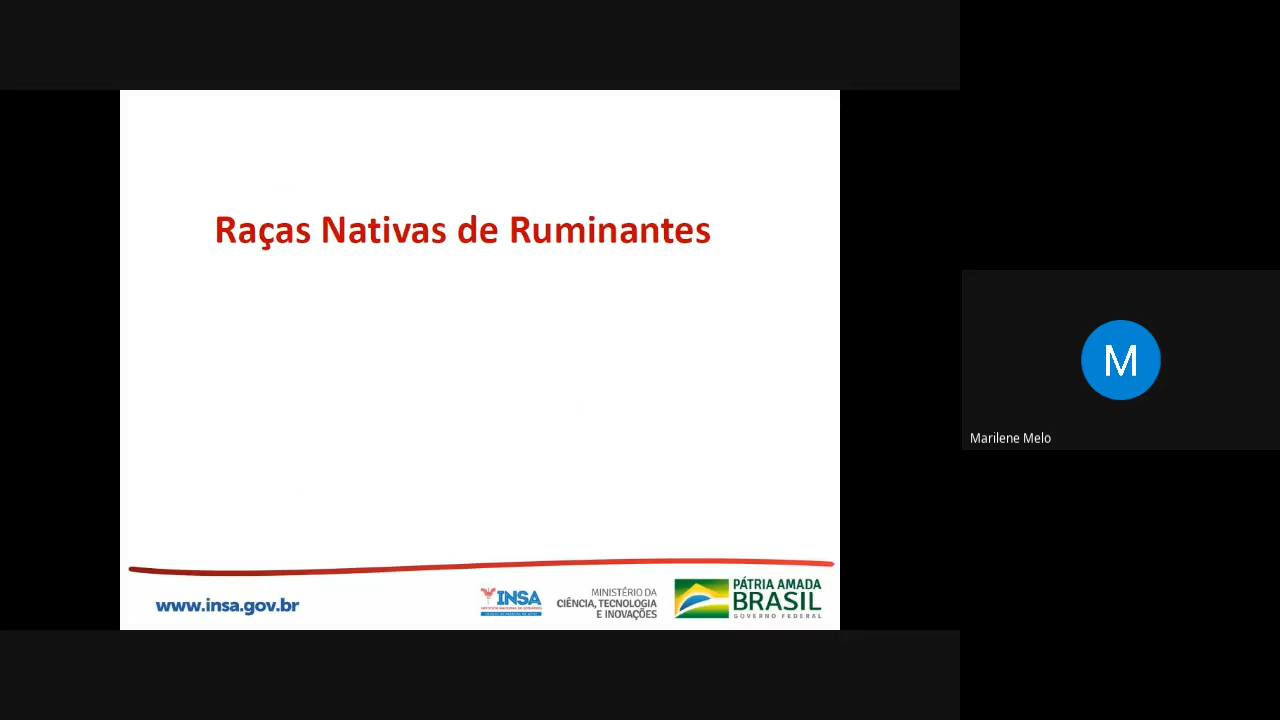 Raças Nativas de Ruminantes
M
Marilene Melo
www.insa.gov.br
INSA
MINISTÉRIO DA
CIÊNCIA, TECNOLOGIA
E INOVAÇÕES
PÁTRIA AMADA
BRASIL
GOVERNO FEDERAL